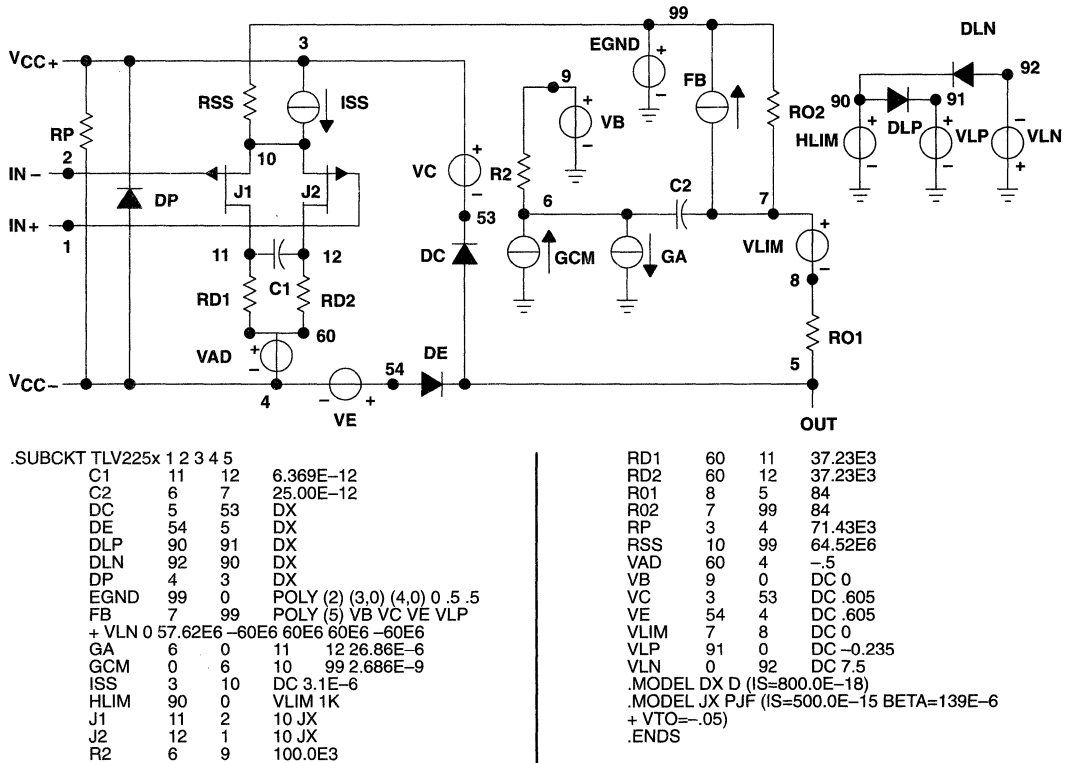 99
DLN
3
EGND
92
VCC+
9
FB
RSS
ISS
90
91
VB
RO2
RP
HLIM
DLP
VLP
VLN
10
2
VC
R2
IN−
J1
J2
C2
DP
6
7
53
IN+
1
VLIM
11
12
DC
GCM
GA
C1
8
RD1
RD2
60
RO1
VAD
DE
54
5
VCC−
4
VE
OUT
.SUBCKT TLV225x 1 2 3 4 5
C1 11 12 6.369E−12
C2 6 7 25.00E−12
DC 5 53 DX
DE 54 5 DX
DLP 90 91 DX
DLN 92 90 DX
DP 4 3 DX
EGND 99 0 POLY (2) (3,0) (4,0) 0 .5 .5
FB 7 99 POLY (5) VB VC VE VLP
+ VLN 0 57.62E6 −60E6 60E6 60E6 −60E6
GA 6 0 11 12 26.86E−6
GCM 0 6 10 99 2.686E−9
ISS 3 10 DC 3.1E−6
HLIM 90 0 VLIM 1K
J1 11 2 10 JX
J2 12 1 10 JX
R2 6 9 100.0E3
RD1 60 11 37.23E3
RD2 60 12 37.23E3
R01 8 5 84
R02 7 99 84
RP 3 4 71.43E3
RSS 10 99 64.52E6
VAD 60 4 −.5
VB 9 0 DC 0
VC 3 53 DC .605
VE 54 4 DC .605
VLIM 7 8 DC 0
VLP 91 0 DC −0.235
VLN 0 92 DC 7.5
.MODEL DX D (IS=800.0E−18)
.MODEL JX PJF (IS=500.0E−15 BETA=139E−6
+ VTO=−.05)
.ENDS